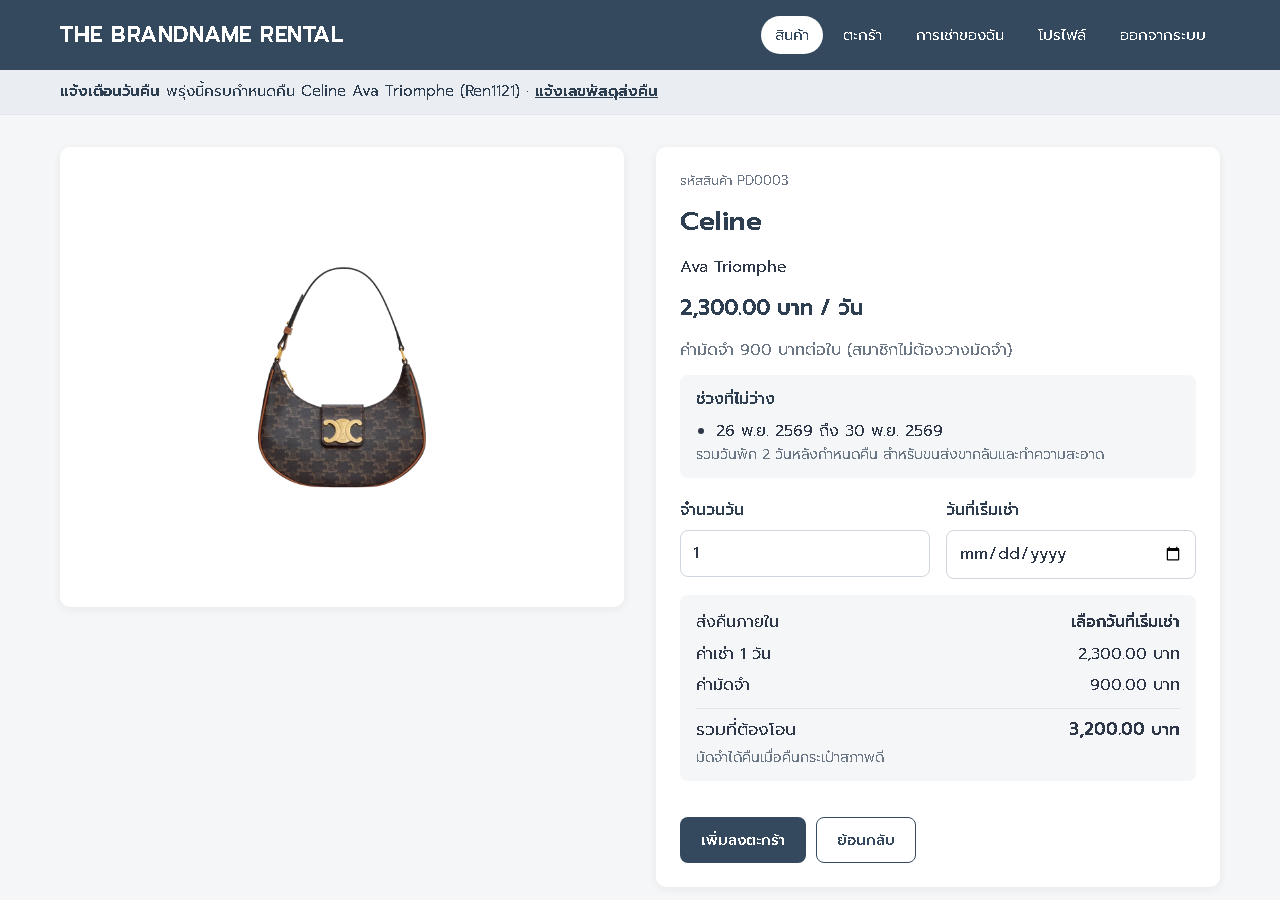 THE BRANDNAME RENTAL
สินค้า ตะกร้า การเช่าของฉัน โปรไฟล์ ออกจากระบบ
แจ้งเตือนวันคืน พรุ่งนี้ครบกำหนดคืน Celine Ava Triomphe (Ren1121) · แจ้งเลขพัสดุส่งคืน
รหัสสินค้า PD0003
Celine
Ava Triomphe
2,300.00 บาท / วัน
ค่ามัดจำ 900 บาทต่อใบ (สมาชิกไม่ต้องวางมัดจำ)
ช่วงที่ไม่ว่าง
• 26 พ.ย. 2569 ถึง 30 พ.ย. 2569
รวมวันพัก 2 วันหลังกำหนดคืน สำหรับขนส่งขากลับและทำความสะอาด
จำนวนวัน วันที่เริ่มเช่า
1 mm/dd/yyyy
ส่งคืนภายใน เลือกวันที่เริ่มเช่า
ค่าเช่า 1 วัน 2,300.00 บาท
ค่ามัดจำ 900.00 บาท
รวมที่ต้องโอน 3,200.00 บาท
มัดจำได้คืนเมื่อคืนกระเป๋าสภาพดี
เพิ่มลงตะกร้า ย้อนกลับ